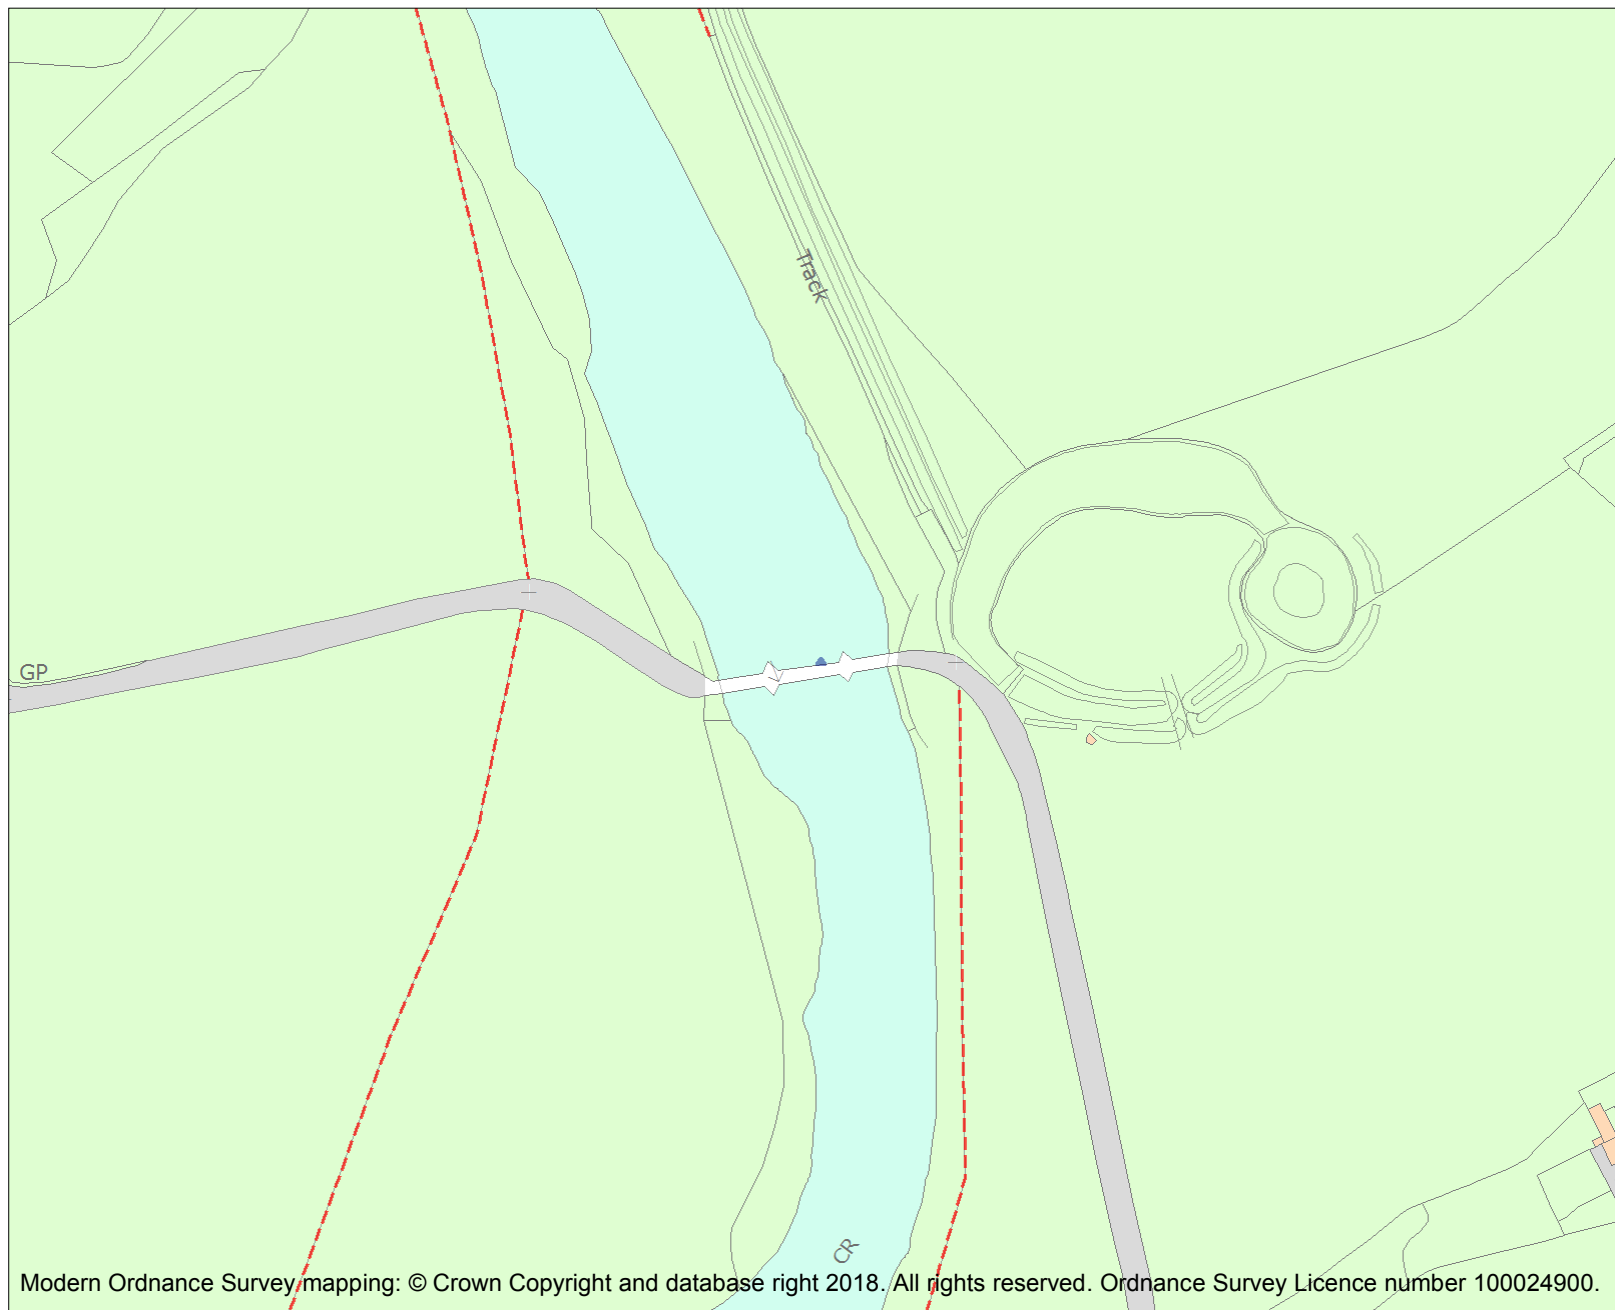 Track
GP
CR
Modern Ordnance Survey mapping: © Crown Copyright and database right 2018. All rights reserved. Ordnance Survey Licence number 100024900.